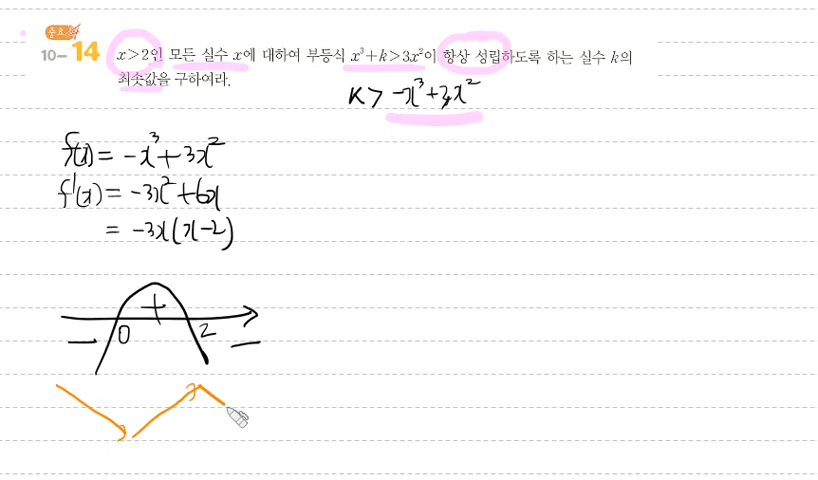 중요
10-14 x>2인 모든 실수 x에 대하여 부등식 x³+k>3x²이 항상 성립하도록 하는 실수 k의
최솟값을 구하여라.
K > -x³+3x²
f(x) = -x³+3x²
f'(x) = -3x²+6x
= -3x(x-2)
+
0 2
- -